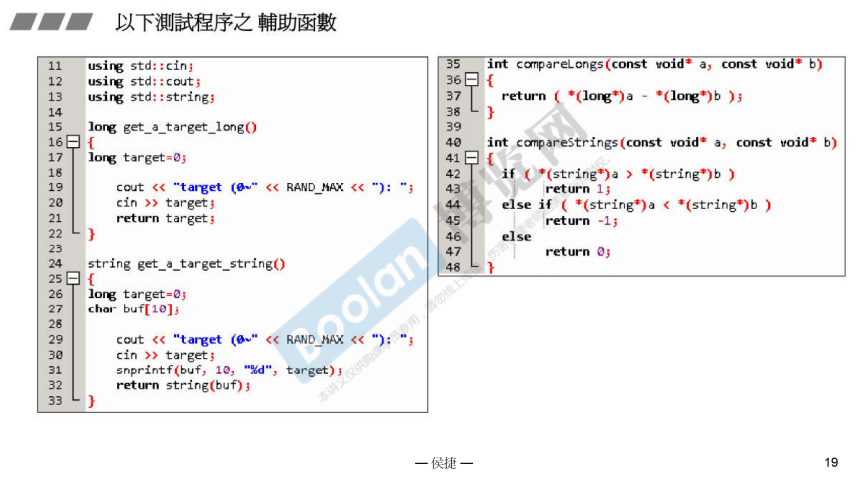 以下測試程序之 輔助函數
11 using std::cin;
12 using std::cout;
13 using std::string;
14
15 long get_a_target_long()
16 {
17 long target=0;
18
19 cout << "target (0~" << RAND_MAX << "): ";
20 cin >> target;
21 return target;
22 }
23
24 string get_a_target_string()
25 {
26 long target=0;
27 char buf[10];
28
29 cout << "target (0~" << RAND_MAX << "): ";
30 cin >> target;
31 snprintf(buf, 10, "%d", target);
32 return string(buf);
33 }
35 int compareLongs(const void* a, const void* b)
36 {
37 return ( *(long*)a - *(long*)b );
38 }
39
40 int compareStrings(const void* a, const void* b)
41 {
42 if ( *(string*)a > *(string*)b )
43 return 1;
44 else if ( *(string*)a < *(string*)b )
45 return -1;
46 else
47 return 0;
48 }
Boolan 博览网
— 侯捷 —
19